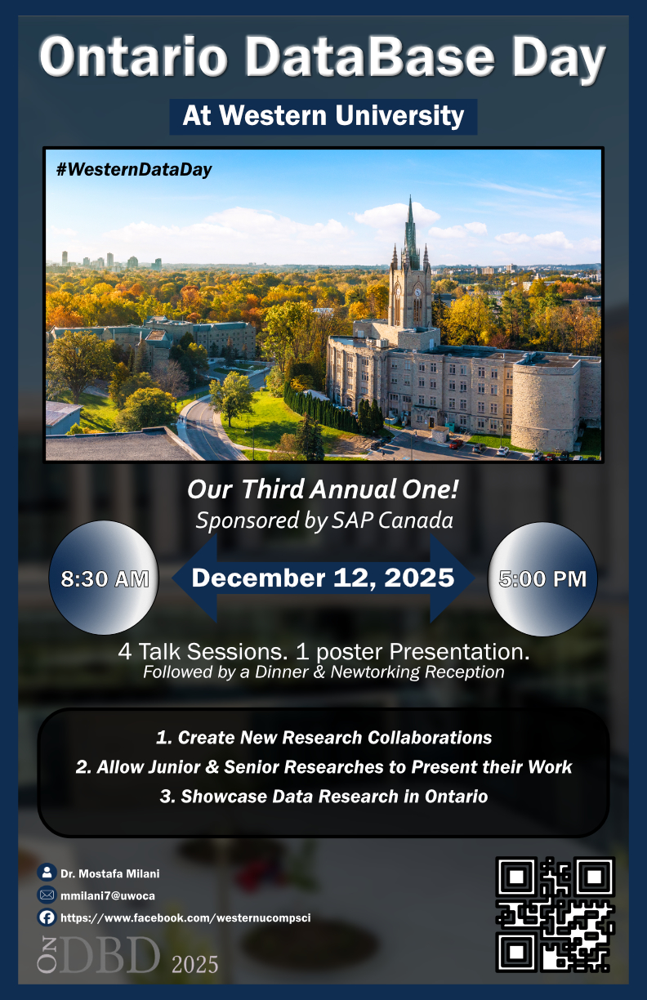 Ontario DataBase Day
At Western University
#WesternDataDay
Our Third Annual One!
Sponsored by SAP Canada
8:30 AM
December 12, 2025
5:00 PM
4 Talk Sessions. 1 poster Presentation.
Followed by a Dinner & Newtorking Reception
1. Create New Research Collaborations
2. Allow Junior & Senior Researches to Present their Work
3. Showcase Data Research in Ontario
Dr. Mostafa Milani
mmilani7@uwoca
https://www.facebook.com/westernucompsci
ON DBD 2025